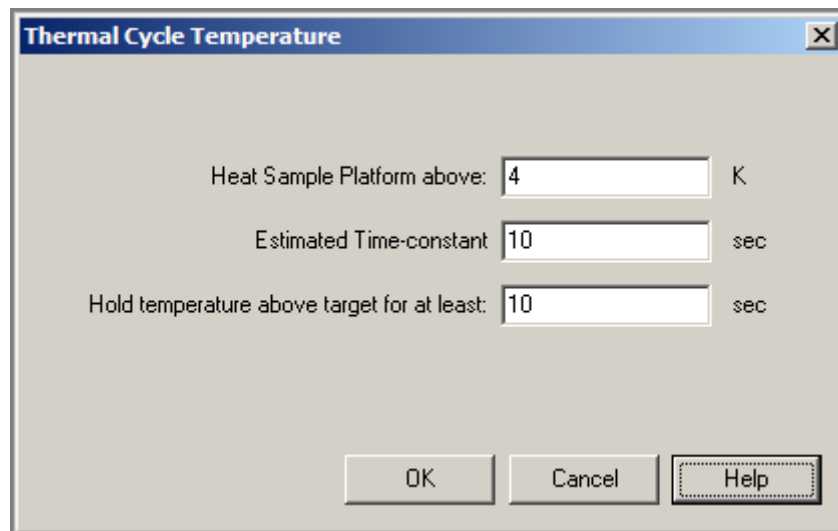 Thermal Cycle Temperature
Heat Sample Platform above: 4 K
Estimated Time-constant 10 sec
Hold temperature above target for at least: 10 sec
OK Cancel Help